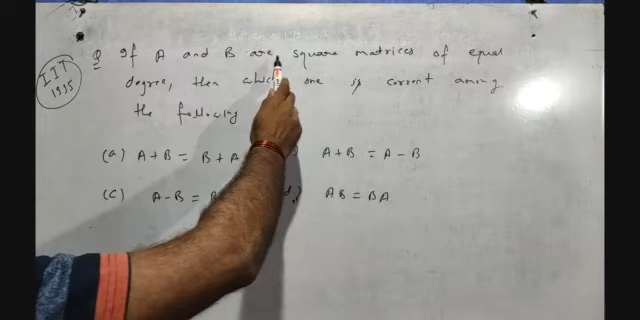 Q If A and B are square matrices of equal
IIT 1995
degree, then which one is correct among
the following
(a) A+B = B+A ) A+B = A-B
(c) A-B = d) AB = BA